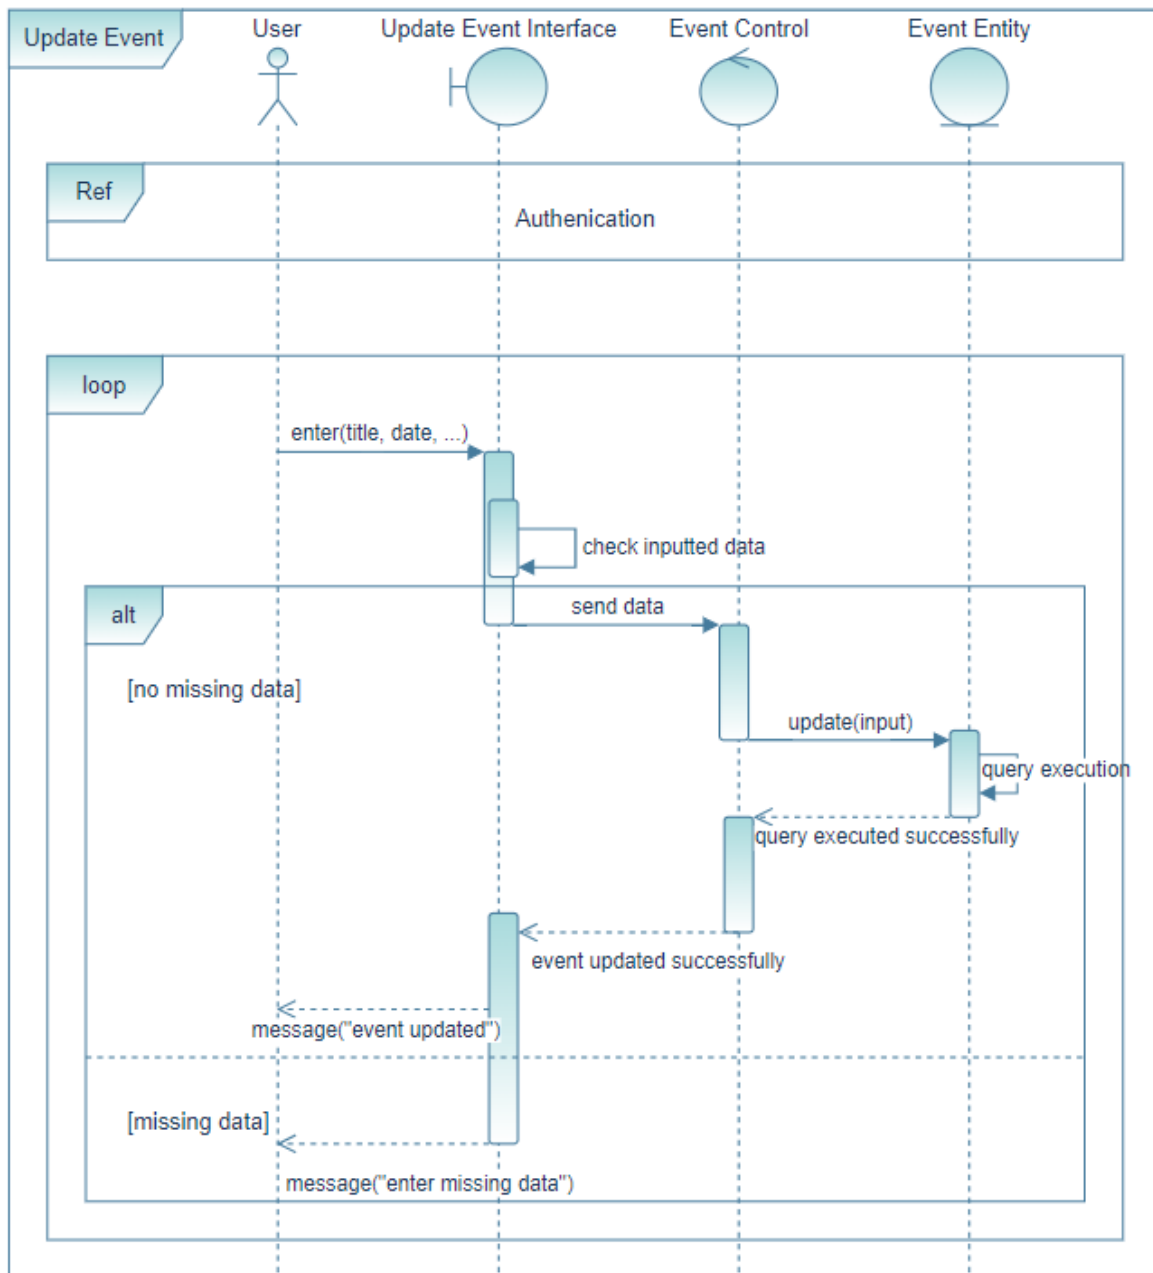 Update Event
User
Update Event Interface
Event Control
Event Entity
Ref
Authenication
loop
enter(title, date, ...)
check inputted data
alt
send data
[no missing data]
update(input)
query execution
query executed successfully
event updated successfully
message("event updated")
[missing data]
message("enter missing data")